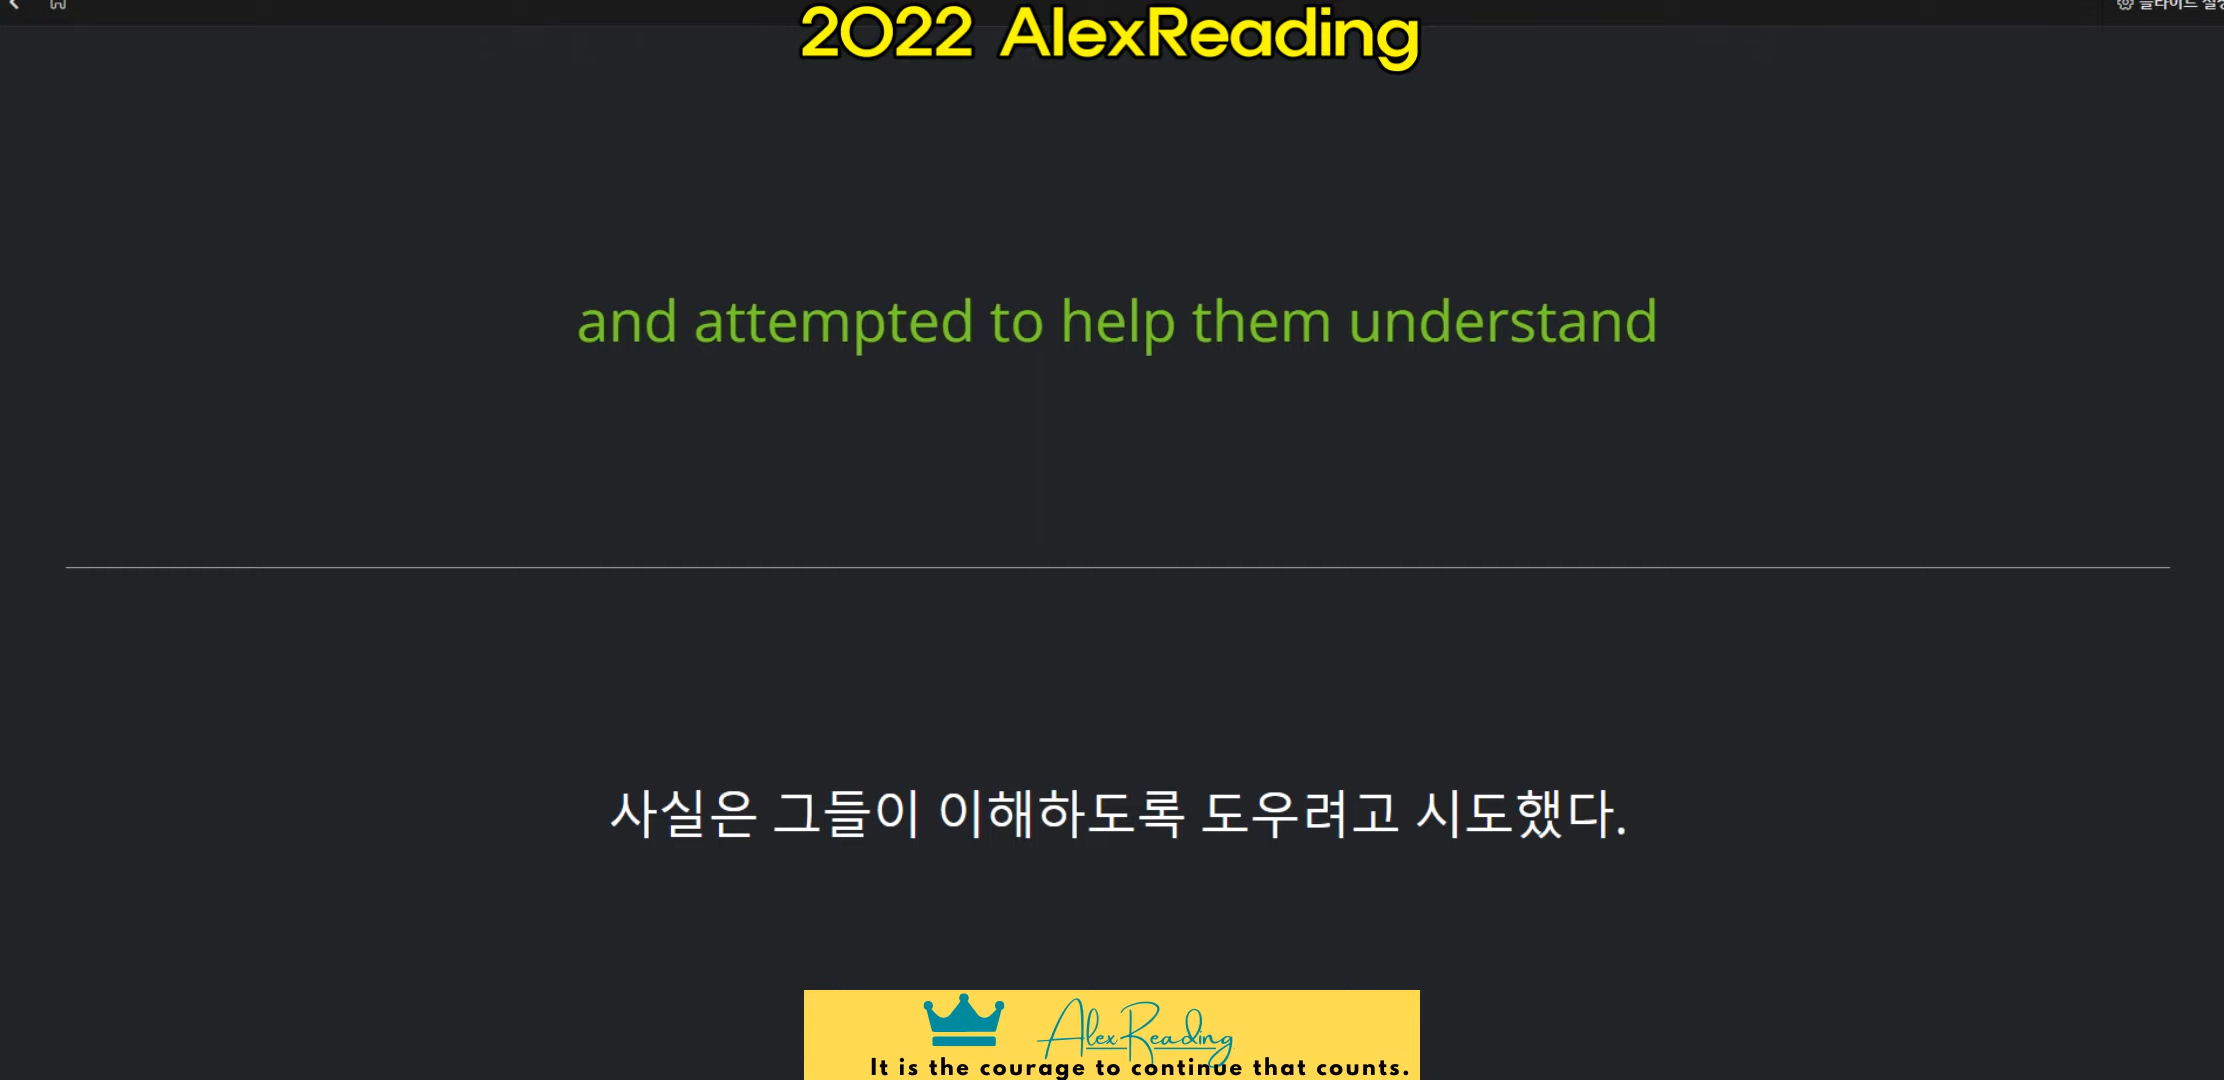 2022 AlexReading
and attempted to help them understand
사실은 그들이 이해하도록 도우려고 시도했다.
AlexReading
It is the courage to continue that counts.